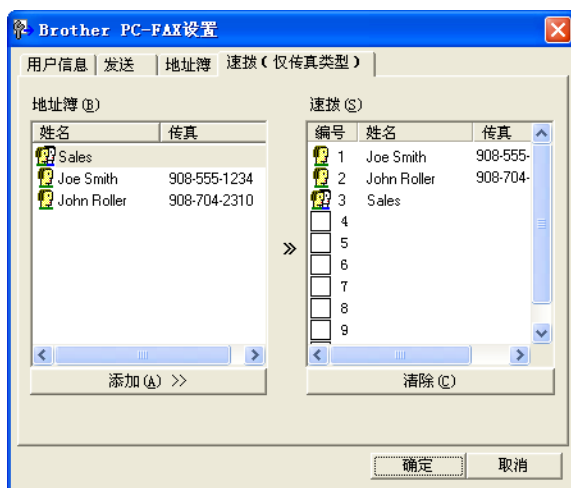 Brother PC-FAX设置
用户信息 发送 地址簿 速拨(仅传真类型)
地址簿(B)
姓名 传真
Sales
Joe Smith 908-555-1234
John Roller 908-704-2310
添加(A) >>
»
速拨(S)
编号 姓名 传真
1 Joe Smith 908-555-
2 John Roller 908-704-
3 Sales
4
5
6
7
8
9
清除(C)
确定 取消